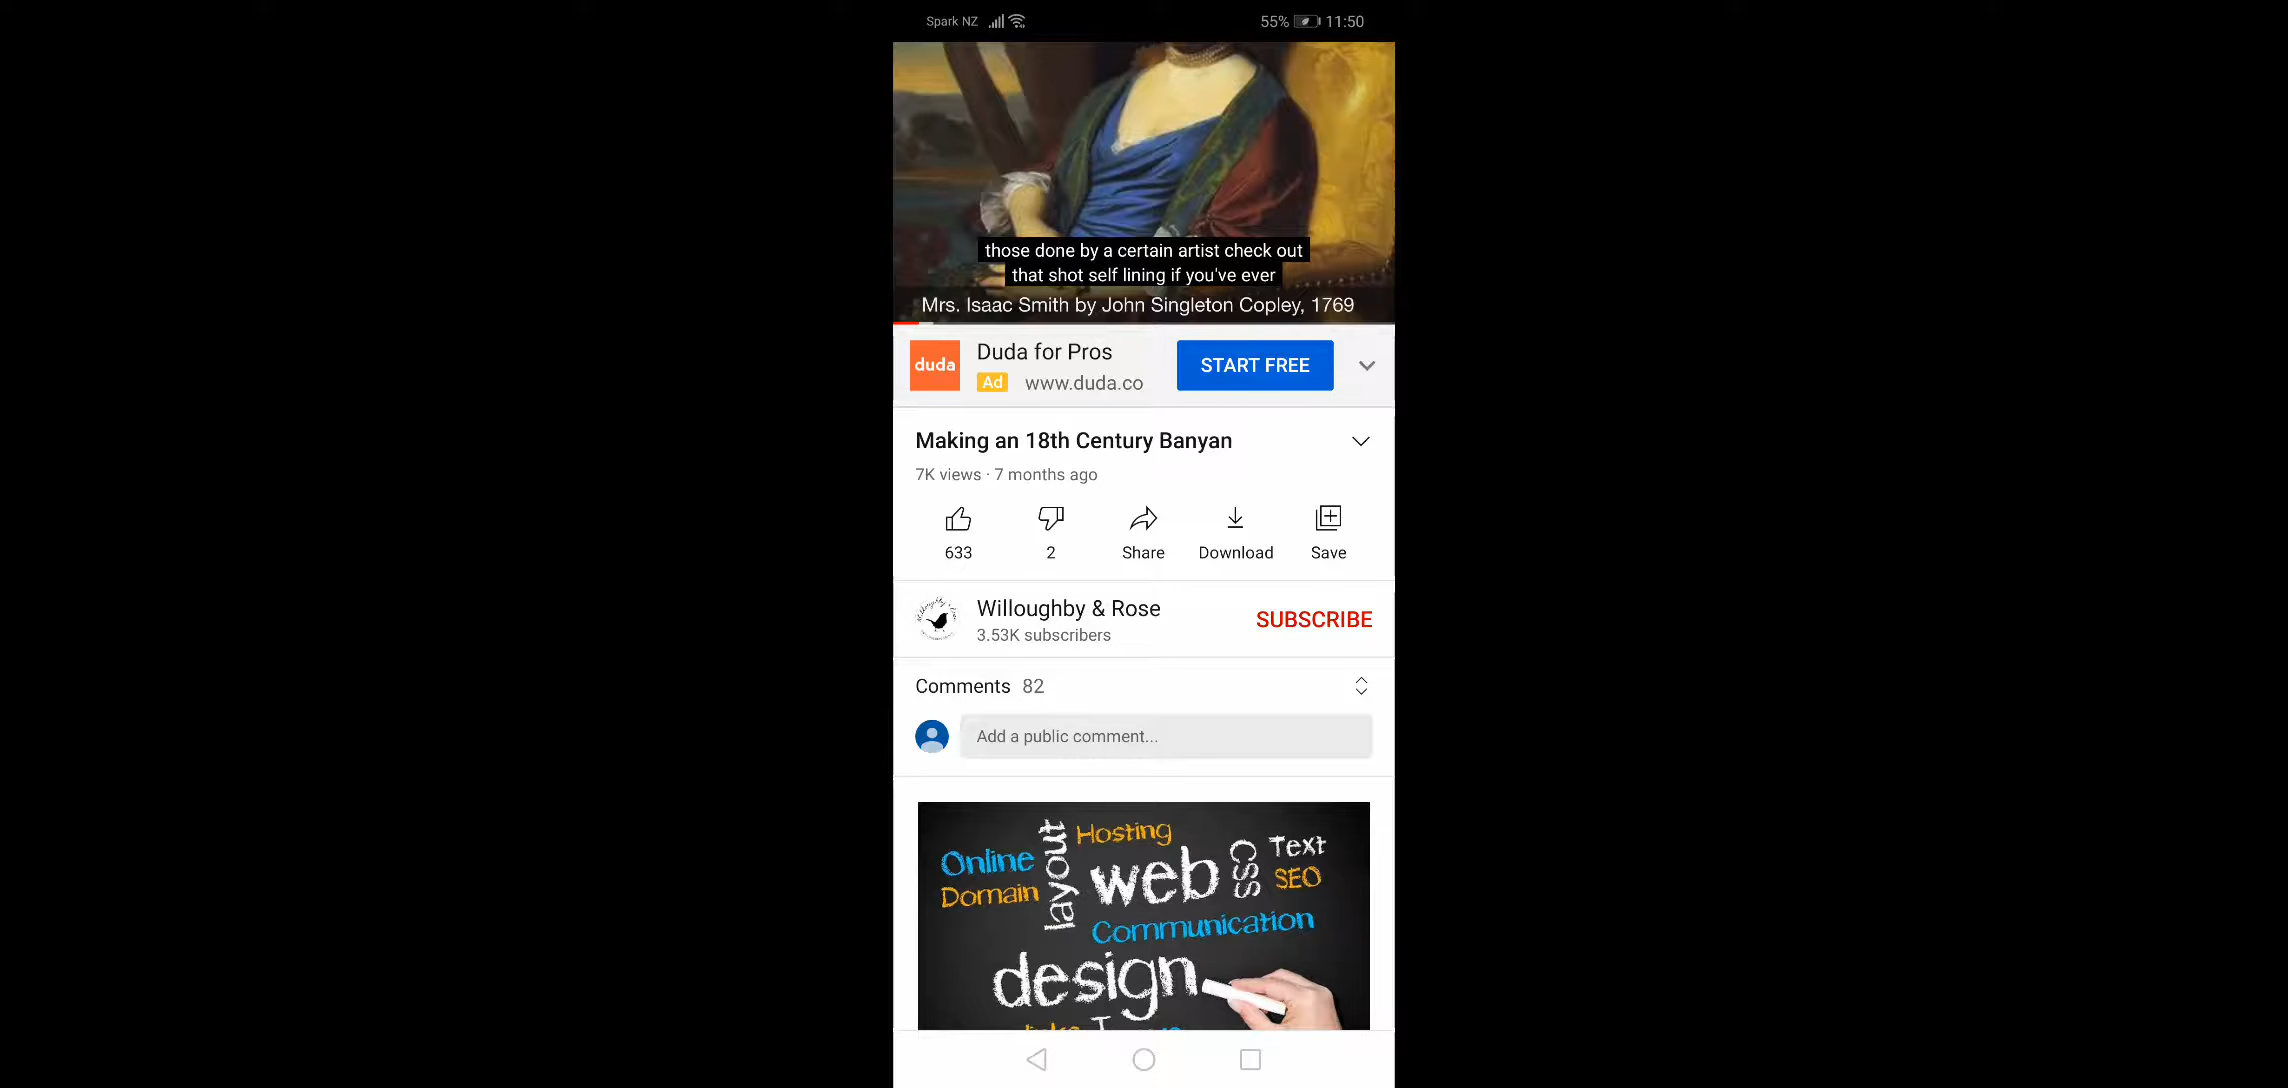 Spark NZ
55% 11:50
those done by a certain artist check out
that shot self lining if you've ever
Mrs. Isaac Smith by John Singleton Copley, 1769
duda
Duda for Pros
Ad www.duda.co
START FREE
Making an 18th Century Banyan
7K views · 7 months ago
633
2
Share
Download
Save
Willoughby & Rose
3.53K subscribers
SUBSCRIBE
Comments 82
Add a public comment...
layout
Hosting
Online
Domain
web
CSS
Text
SEO
Communication
design